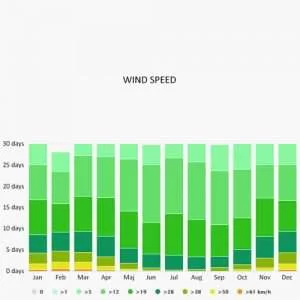 WIND SPEED
30 days
25 days
20 days
15 days
10 days
5 days
0 days
Jan Feb Mar Apr May Jun Jul Aug Sep Oct Nov Dec
0 >1 >5 >12 >19 >28 >38 >50 >61 km/h